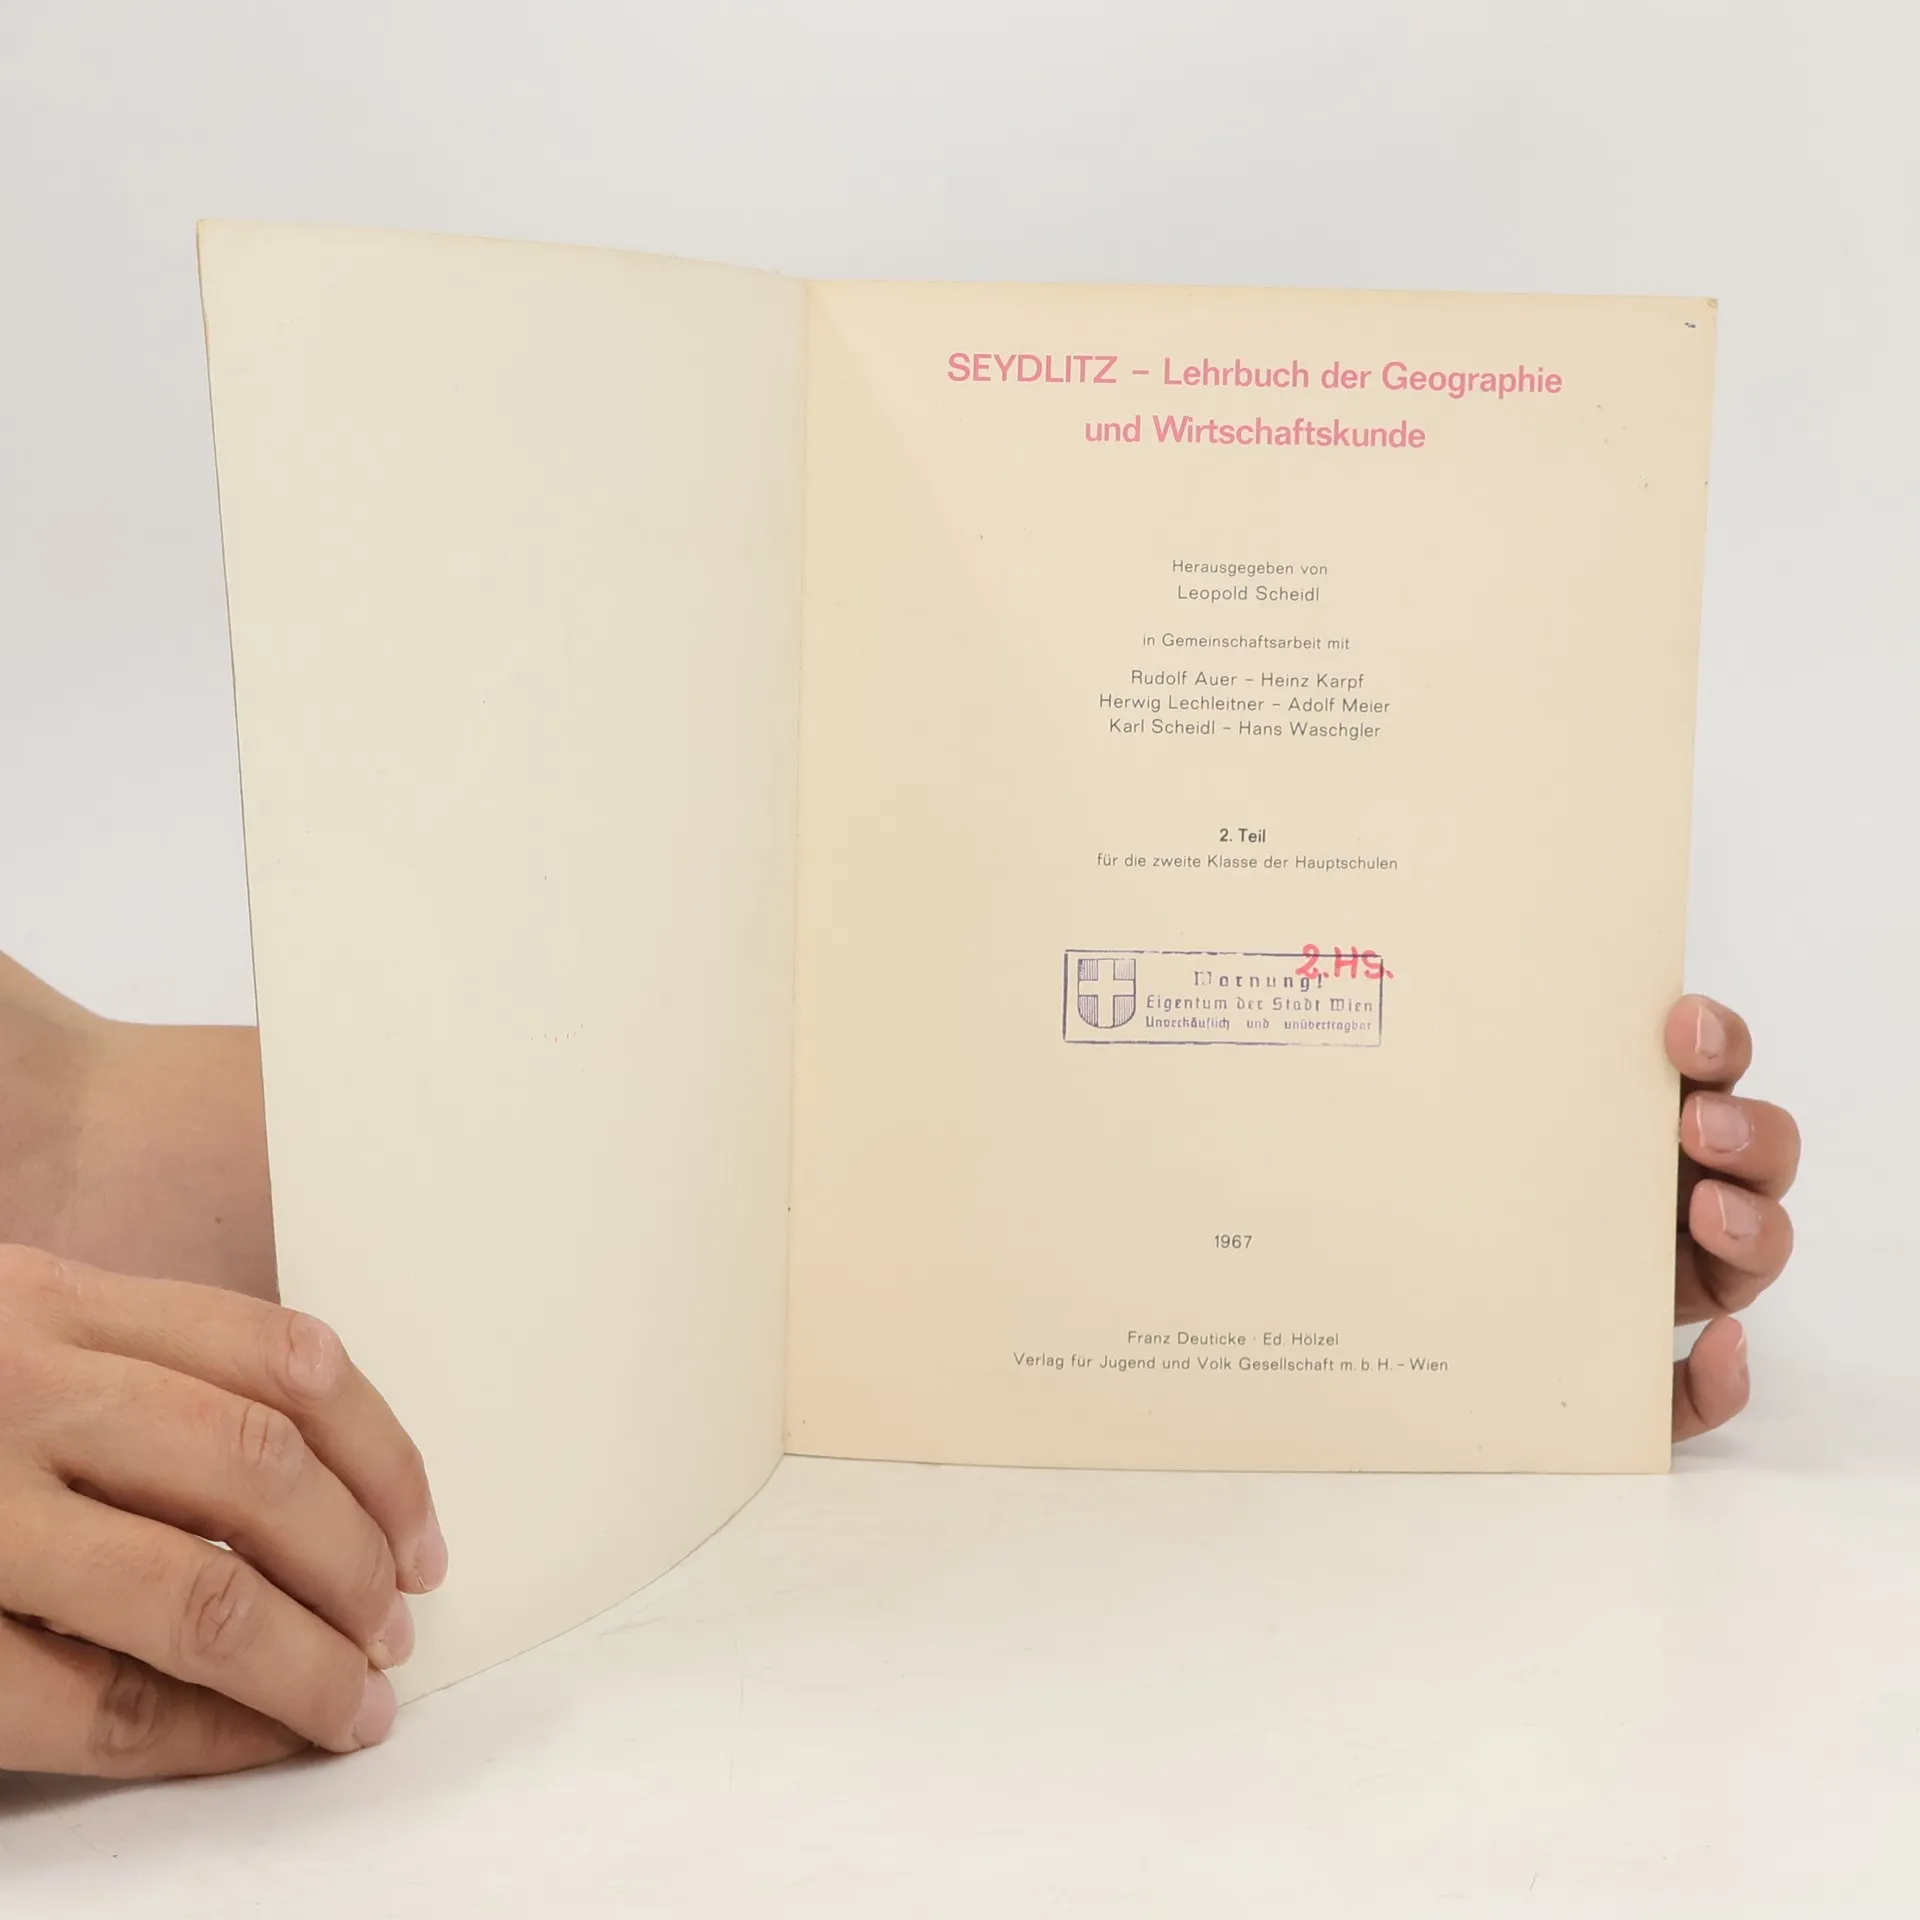 SEYDLITZ – Lehrbuch der Geographie
und Wirtschaftskunde
Herausgegeben von
Leopold Scheidl
in Gemeinschaftsarbeit mit
Rudolf Auer – Heinz Karpf
Herwig Lechleitner – Adolf Meier
Karl Scheidl – Hans Waschgler
2. Teil
für die zweite Klasse der Hauptschulen
2. HS.
Warnung!
Eigentum der Stadt Wien
Unverkäuflich und unübertragbar
1967
Franz Deuticke · Ed. Hölzel
Verlag für Jugend und Volk Gesellschaft m. b. H. – Wien